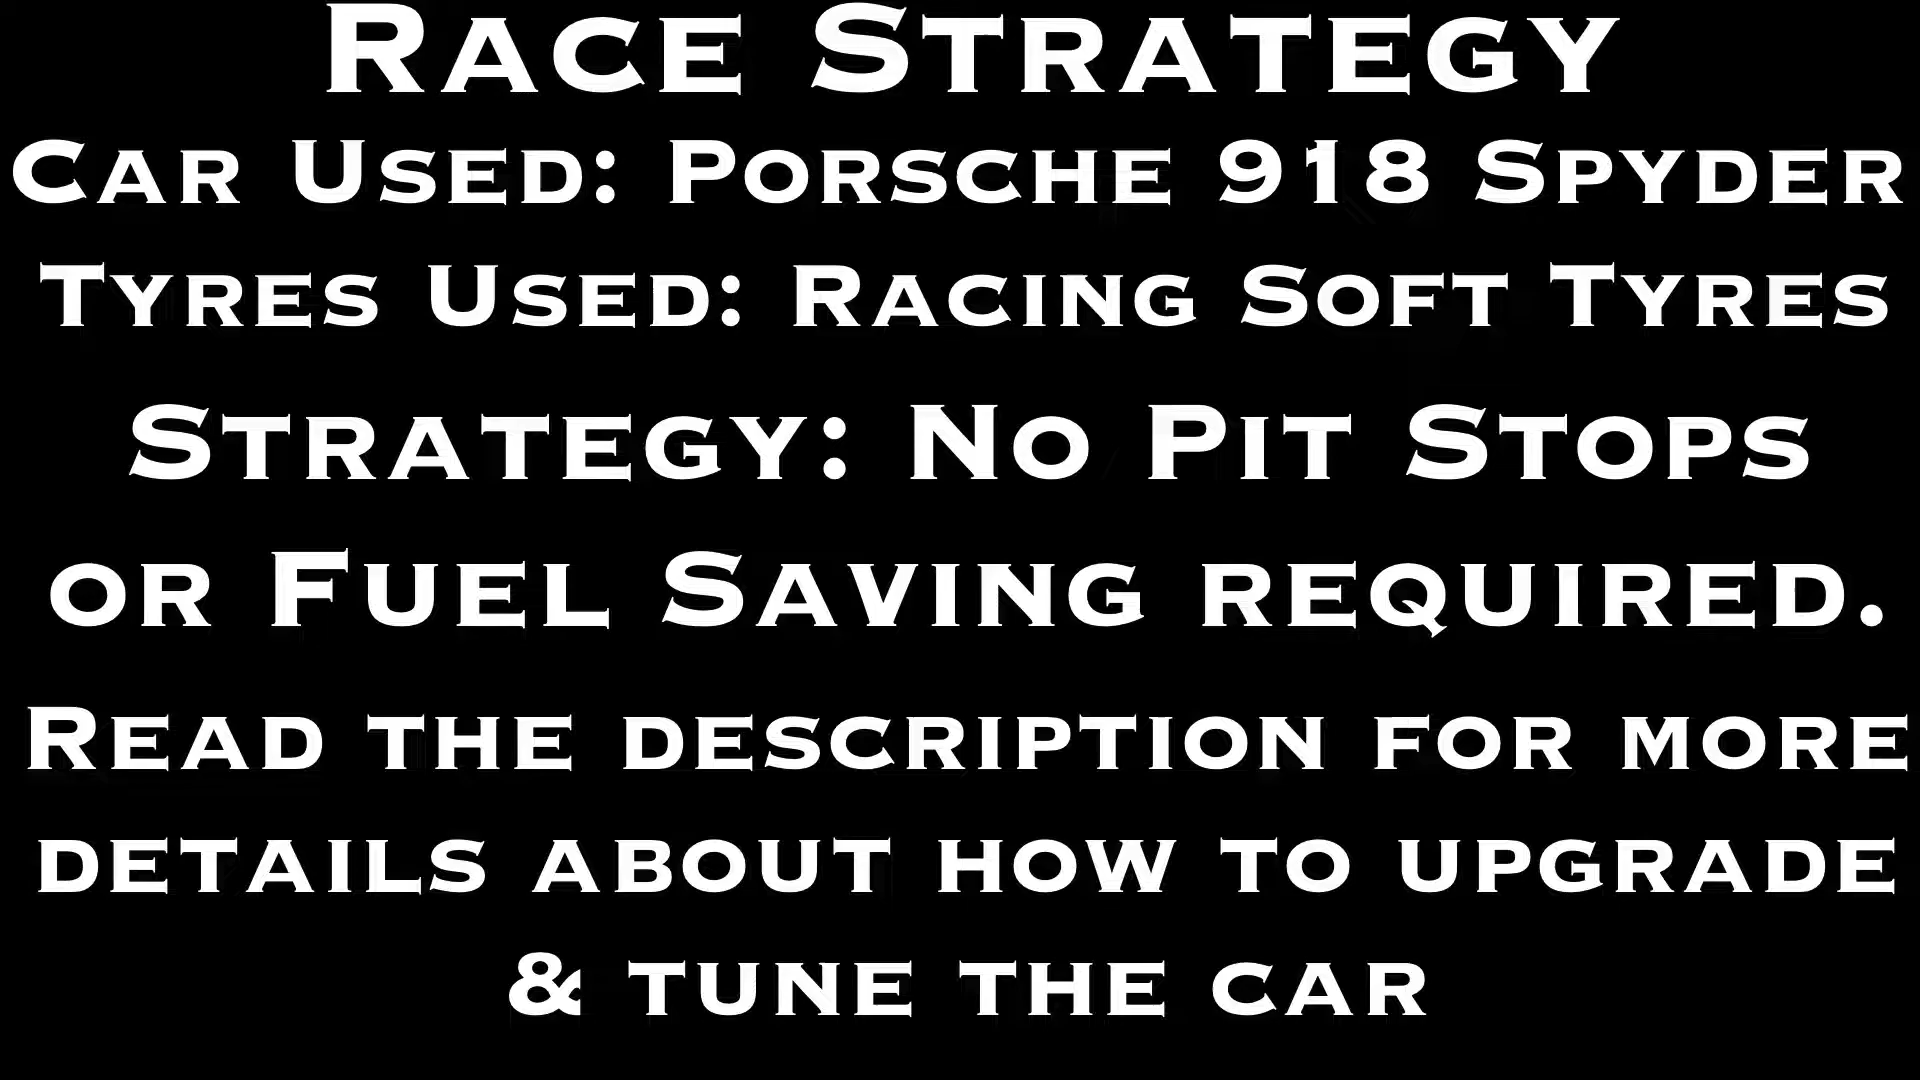 Race Strategy
Car Used: Porsche 918 Spyder
Tyres Used: Racing Soft Tyres
Strategy: No Pit Stops
or Fuel Saving required.
Read the description for more
details about how to upgrade
& tune the car